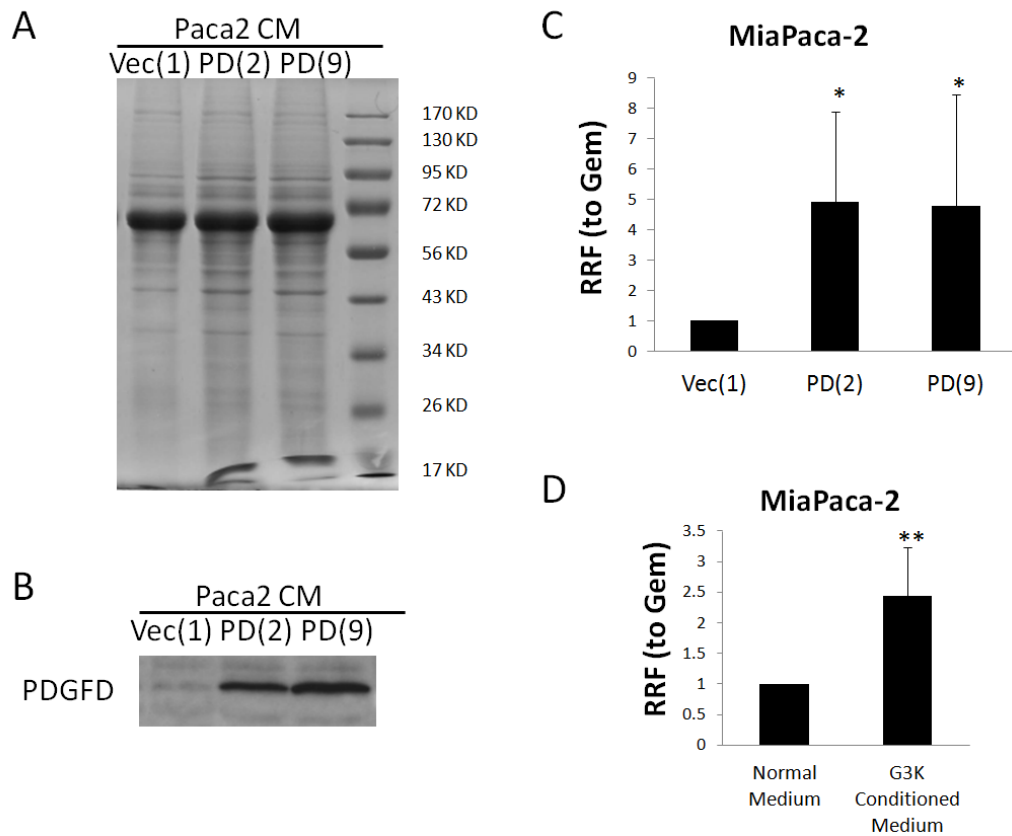 A
Paca2 CM
Vec(1) PD(2) PD(9)
170 KD
130 KD
95 KD
72 KD
56 KD
43 KD
34 KD
26 KD
17 KD
B
Paca2 CM
Vec(1) PD(2) PD(9)
PDGFD
C
MiaPaca-2
RRF (to Gem)
9
8
7
6
5
4
3
2
1
0
*
*
Vec(1) PD(2) PD(9)
D
MiaPaca-2
RRF (to Gem)
3.5
3
2.5
2
1.5
1
0.5
0
**
Normal
Medium
G3K
Conditioned
Medium